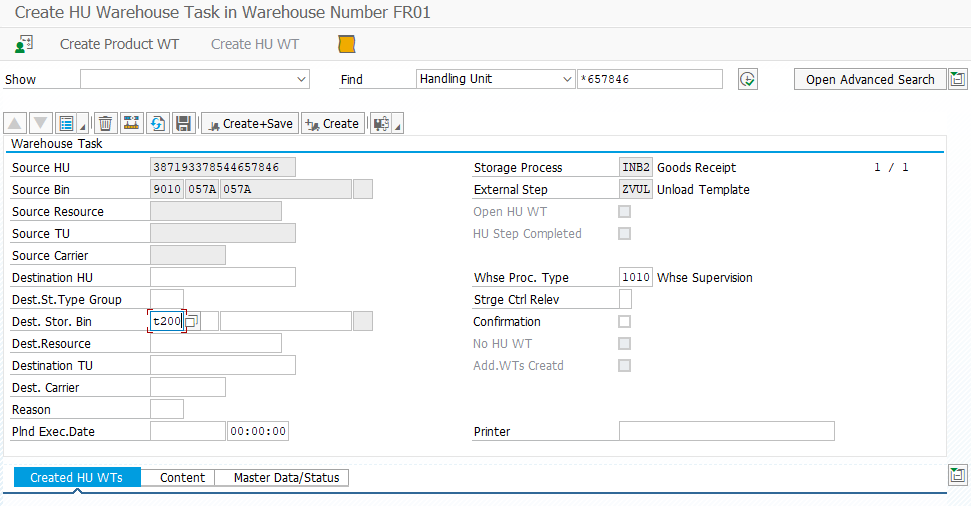 Create HU Warehouse Task in Warehouse Number FR01
Create Product WT Create HU WT
Show Find Handling Unit *657846 Open Advanced Search
Create+Save Create
Warehouse Task
Source HU 387193378544657846 Storage Process INB2 Goods Receipt 1 / 1
Source Bin 9010 057A 057A External Step ZVUL Unload Template
Source Resource Open HU WT
Source TU HU Step Completed
Source Carrier
Destination HU Whse Proc. Type 1010 Whse Supervision
Dest.St.Type Group Strge Ctrl Relev
Dest. Stor. Bin t200 Confirmation
Dest.Resource No HU WT
Destination TU Add.WTs Creatd
Dest. Carrier
Reason
Plnd Exec.Date 00:00:00 Printer
Created HU WTs Content Master Data/Status